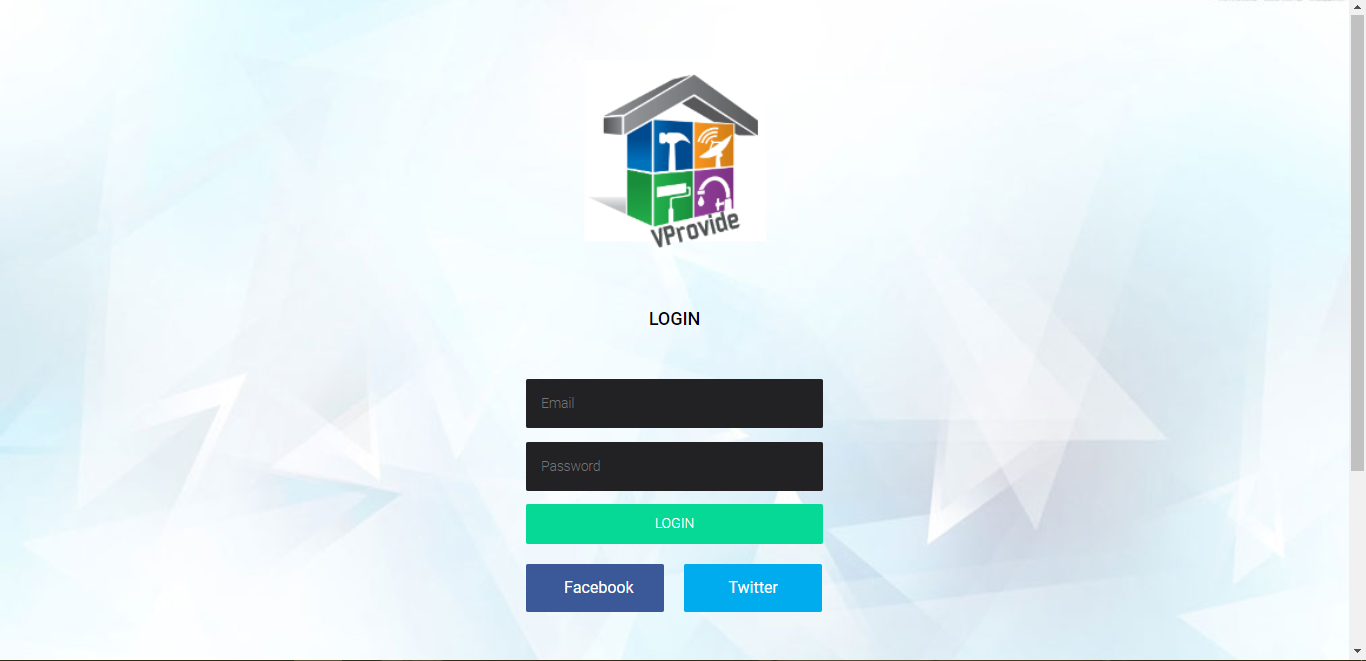 VProvide
LOGIN
Email
Password
LOGIN
Facebook
Twitter